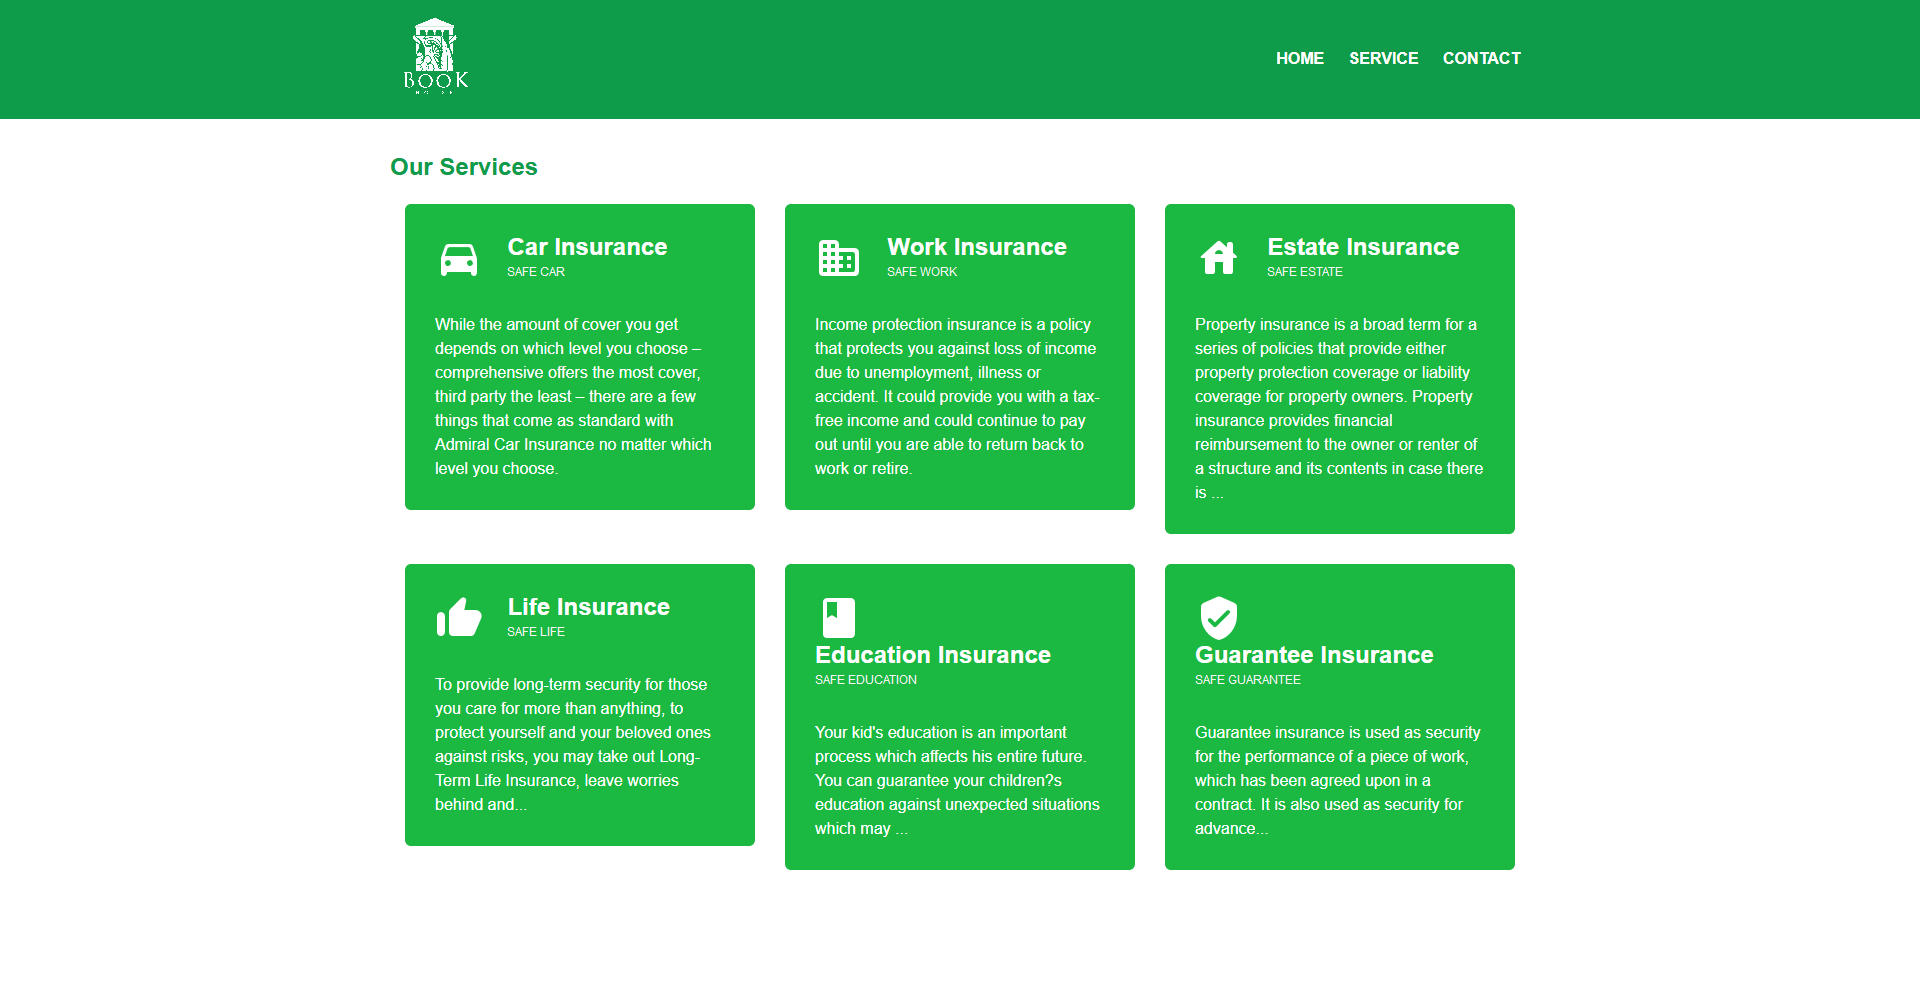 BOOK
HOME SERVICE CONTACT
Our Services
Car Insurance
SAFE CAR
While the amount of cover you get
depends on which level you choose –
comprehensive offers the most cover,
third party the least – there are a few
things that come as standard with
Admiral Car Insurance no matter which
level you choose.
Work Insurance
SAFE WORK
Income protection insurance is a policy
that protects you against loss of income
due to unemployment, illness or
accident. It could provide you with a tax-
free income and could continue to pay
out until you are able to return back to
work or retire.
Estate Insurance
SAFE ESTATE
Property insurance is a broad term for a
series of policies that provide either
property protection coverage or liability
coverage for property owners. Property
insurance provides financial
reimbursement to the owner or renter of
a structure and its contents in case there
is ...
Life Insurance
SAFE LIFE
To provide long-term security for those
you care for more than anything, to
protect yourself and your beloved ones
against risks, you may take out Long-
Term Life Insurance, leave worries
behind and...
Education Insurance
SAFE EDUCATION
Your kid's education is an important
process which affects his entire future.
You can guarantee your children?s
education against unexpected situations
which may ...
Guarantee Insurance
SAFE GUARANTEE
Guarantee insurance is used as security
for the performance of a piece of work,
which has been agreed upon in a
contract. It is also used as security for
advance...